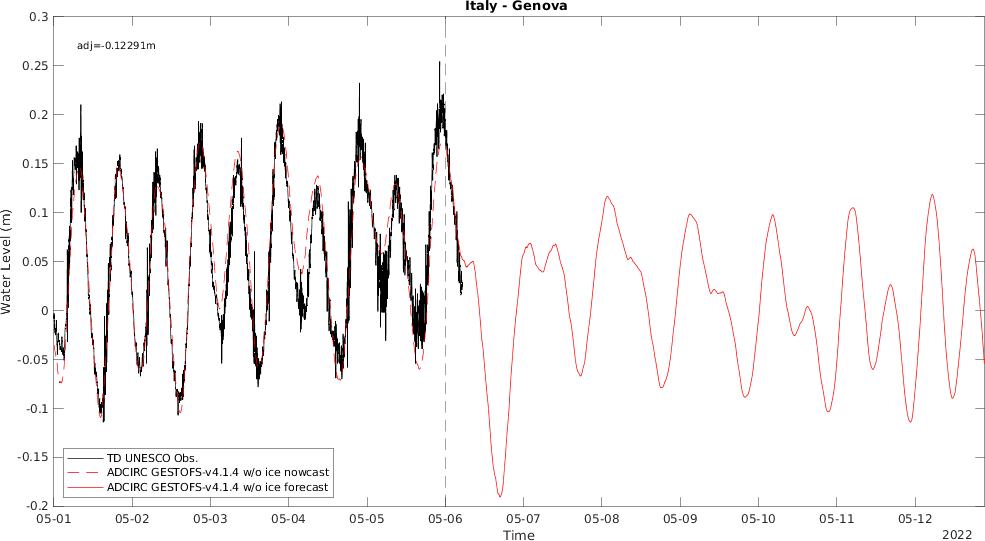 Italy - Genova
adj=-0.12291m
Water Level (m)
0.3
0.25
0.2
0.15
0.1
0.05
0
-0.05
-0.1
-0.15
-0.2
TD UNESCO Obs.
ADCIRC GESTOFS-v4.1.4 w/o ice nowcast
ADCIRC GESTOFS-v4.1.4 w/o ice forecast
05-01 05-02 05-03 05-04 05-05 05-06 05-07 05-08 05-09 05-10 05-11 05-12
Time
2022